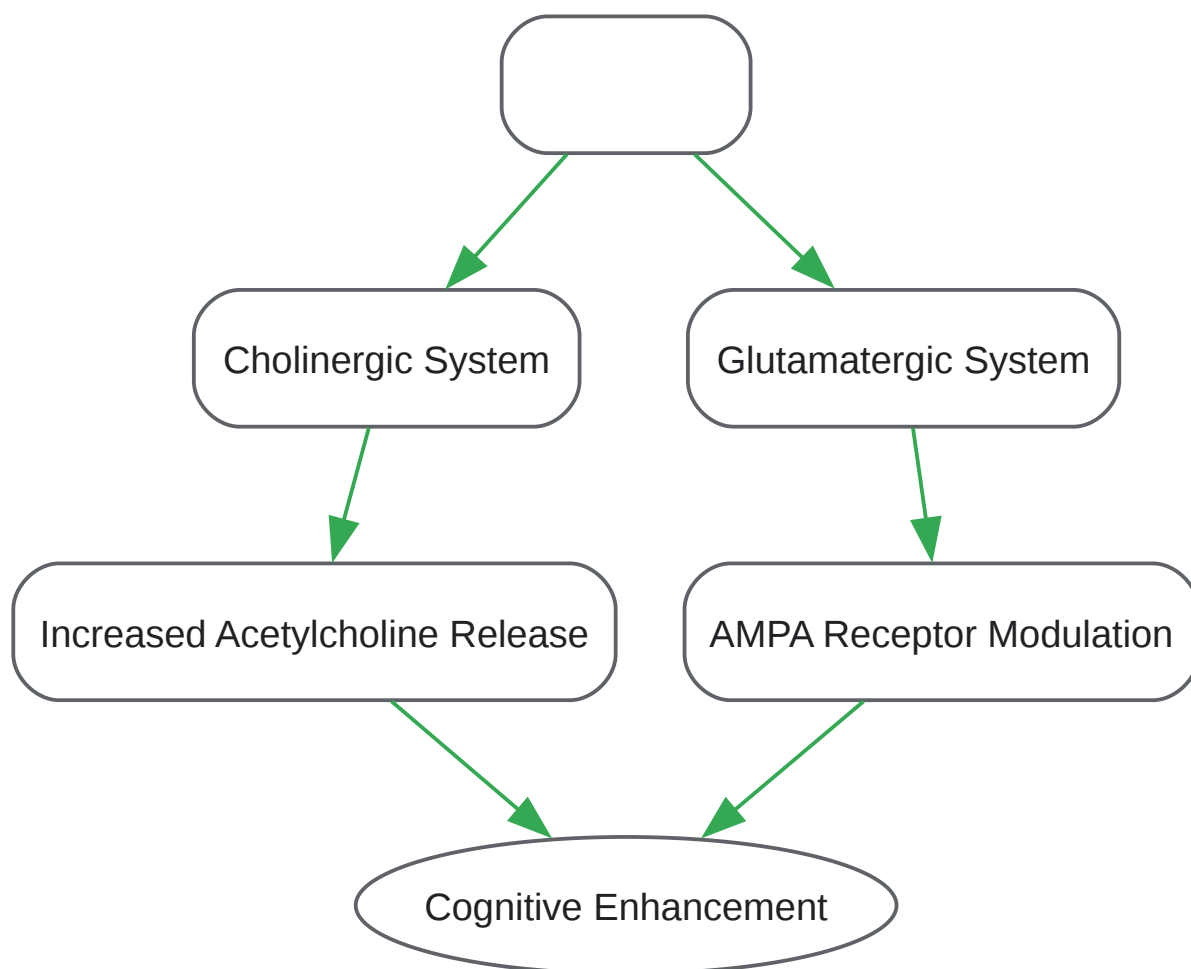 Cholinergic System
Glutamatergic System
Increased Acetylcholine Release
AMPA Receptor Modulation
Cognitive Enhancement